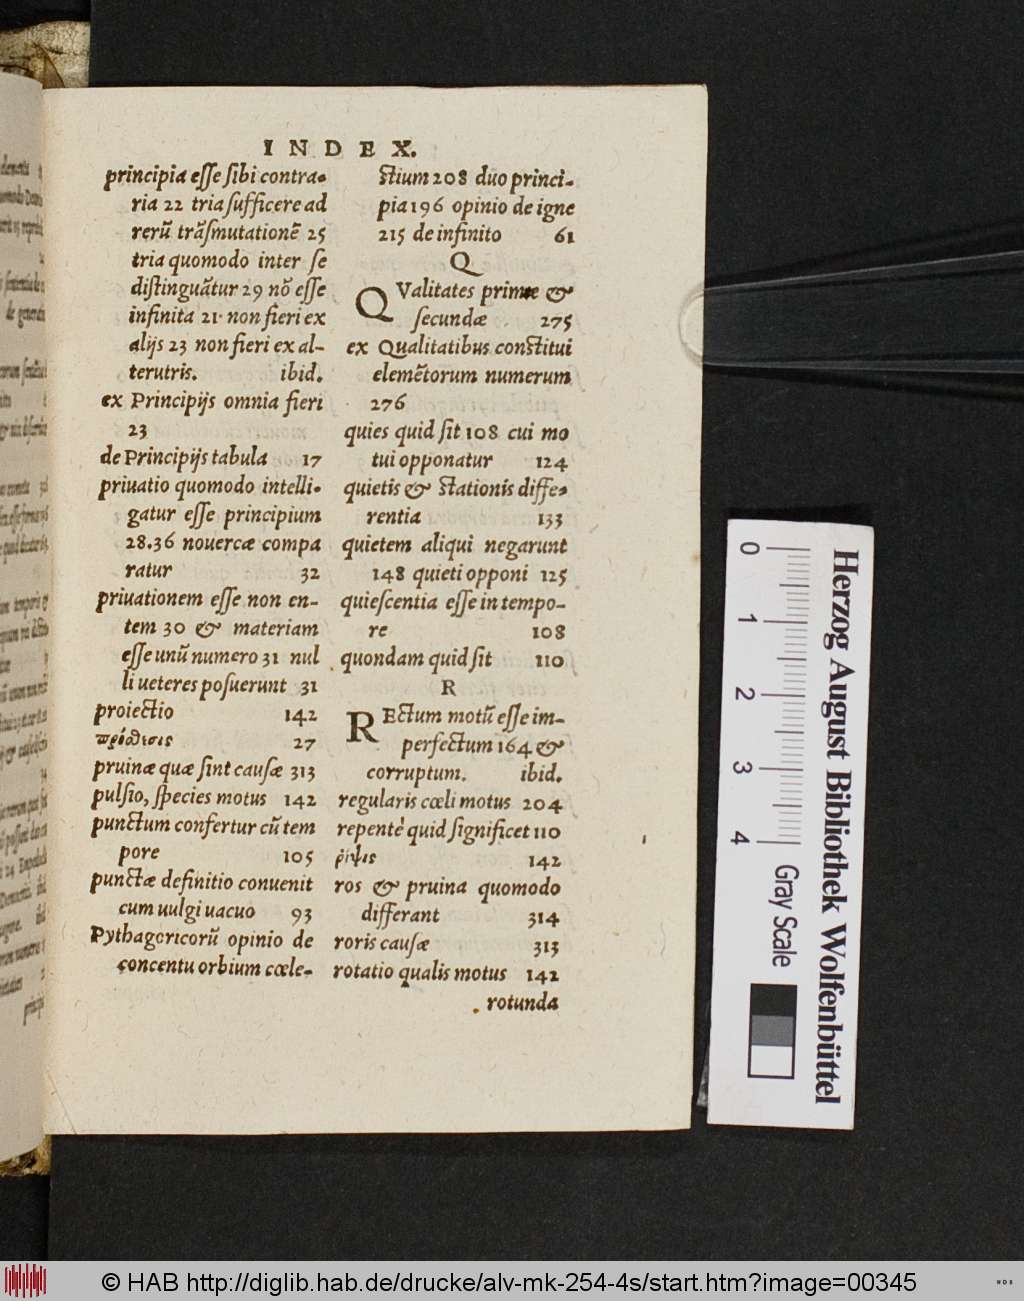 INDEX.
principia eſſe ſibi contra-
ria 22 tria ſufficere ad
rerũ trãſmutationẽ 25
tria quomodo inter ſe
diſtinguãtur 29 nõ eſſe
infinita 21 non fieri ex
alijs 23 non fieri ex al-
terutris. ibid.
ex Principijs omnia fieri
23
de Principijs tabula 17
priuatio quomodo intelli-
gatur eſſe principium
28.36 nouercæ compa
ratur 32
priuationem eſſe non en-
tem 30 & materiam
eſſe unũ numero 31 nul
li ueteres poſuerunt 31
proiectio 142
πρόθεσις 27
pruinæ quæ ſint cauſæ 313
pulſio, ſpecies motus 142
punctum confertur cũ tem
pore 105
punctæ definitio conuenit
cum uulgi uacuo 93
Pythagoricorũ opinio de
concentu orbium cœle-
ſtium 208 duo princi-
pia 196 opinio de igne
215 de infinito 61
Q
QValitates primæ &
ſecundæ 275
ex Qualitatibus conſtitui
elemẽtorum numerum
276
quies quid ſit 108 cui mo
tui opponatur 124
quietis & ſtationis diffe-
rentia 133
quietem aliqui negarunt
148 quieti opponi 125
quieſcentia eſſe in tempo-
re 108
quondam quid ſit 110
R
REctum motũ eſſe im-
perfectum 164 &
corruptum. ibid.
regularis cœli motus 204
repentè quid ſignificet 110
ῥίψις 142
ros & pruina quomodo
differant 314
roris cauſæ 313
rotatio qualis motus 142
rotunda
0 1 2 3 4
Gray Scale
Herzog August Bibliothek Wolfenbüttel
© HAB http://diglib.hab.de/drucke/alv-mk-254-4s/start.htm?image=00345